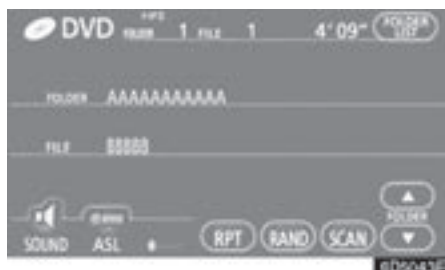 DVD MP3 FOLDER 1 FILE 1 4'09" FOLDER LIST
FOLDER AAAAAAAAAAA
FILE BBBBB
FOLDER
SOUND ASL RPT RAND SCAN